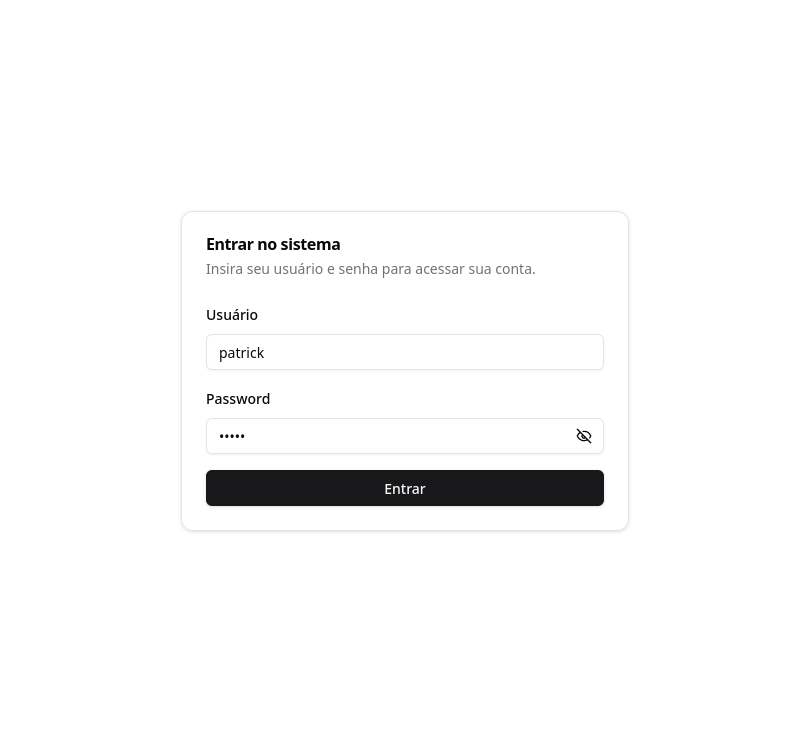 Entrar no sistema
Insira seu usuário e senha para acessar sua conta.
Usuário
patrick
Password
•••••
Entrar